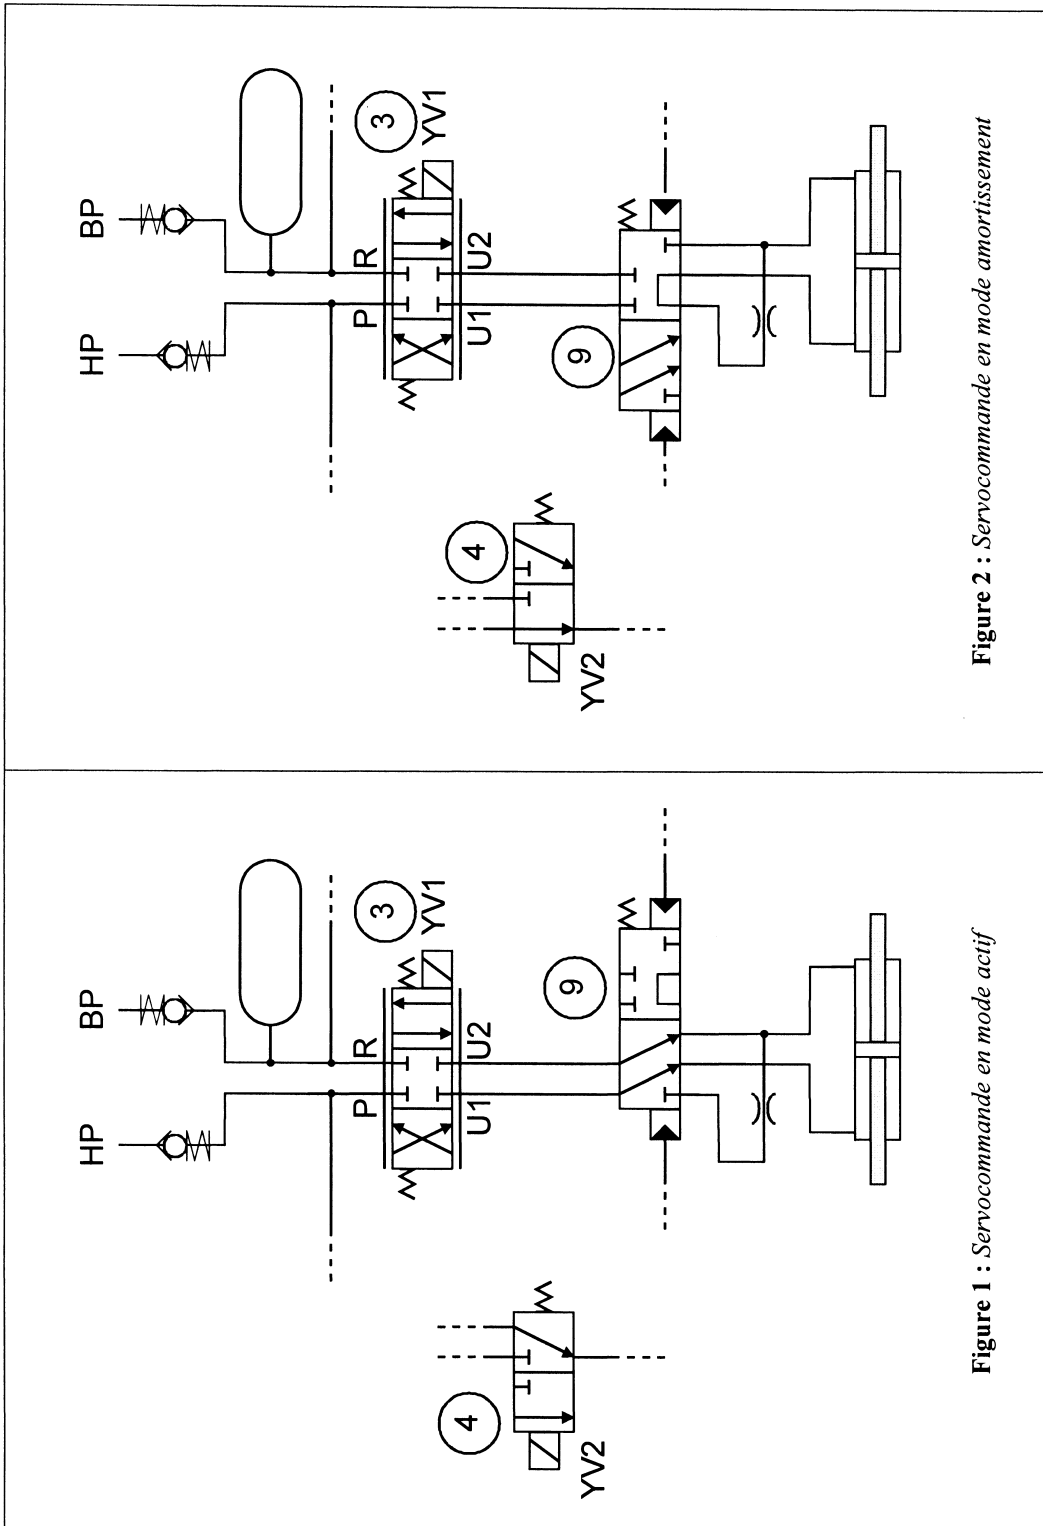 HP
BP
3
YV1
P
R
U1
U2
9
4
YV2
Figure 1 : Servocommande en mode actif
HP
BP
3
YV1
P
R
U1
U2
9
4
YV2
Figure 2 : Servocommande en mode amortissement